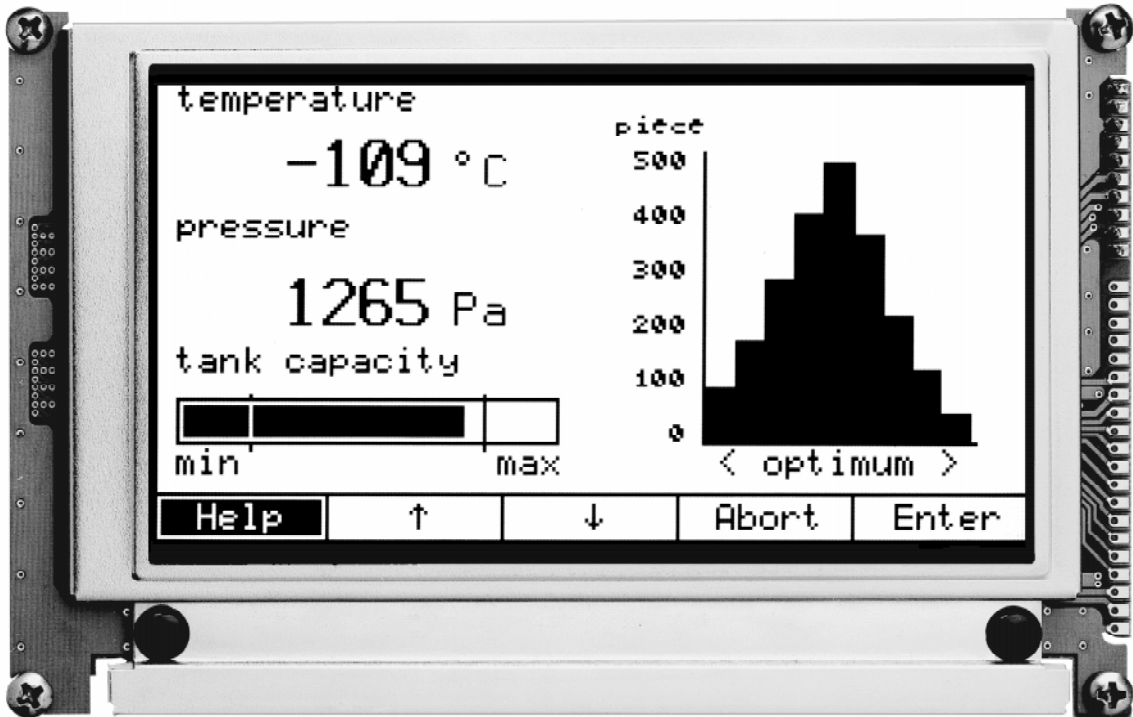 temperature
-109 °C
pressure
1265 Pa
tank capacity
min max
piece
500
400
300
200
100
0
< optimum >
Help ↑ ↓ Abort Enter